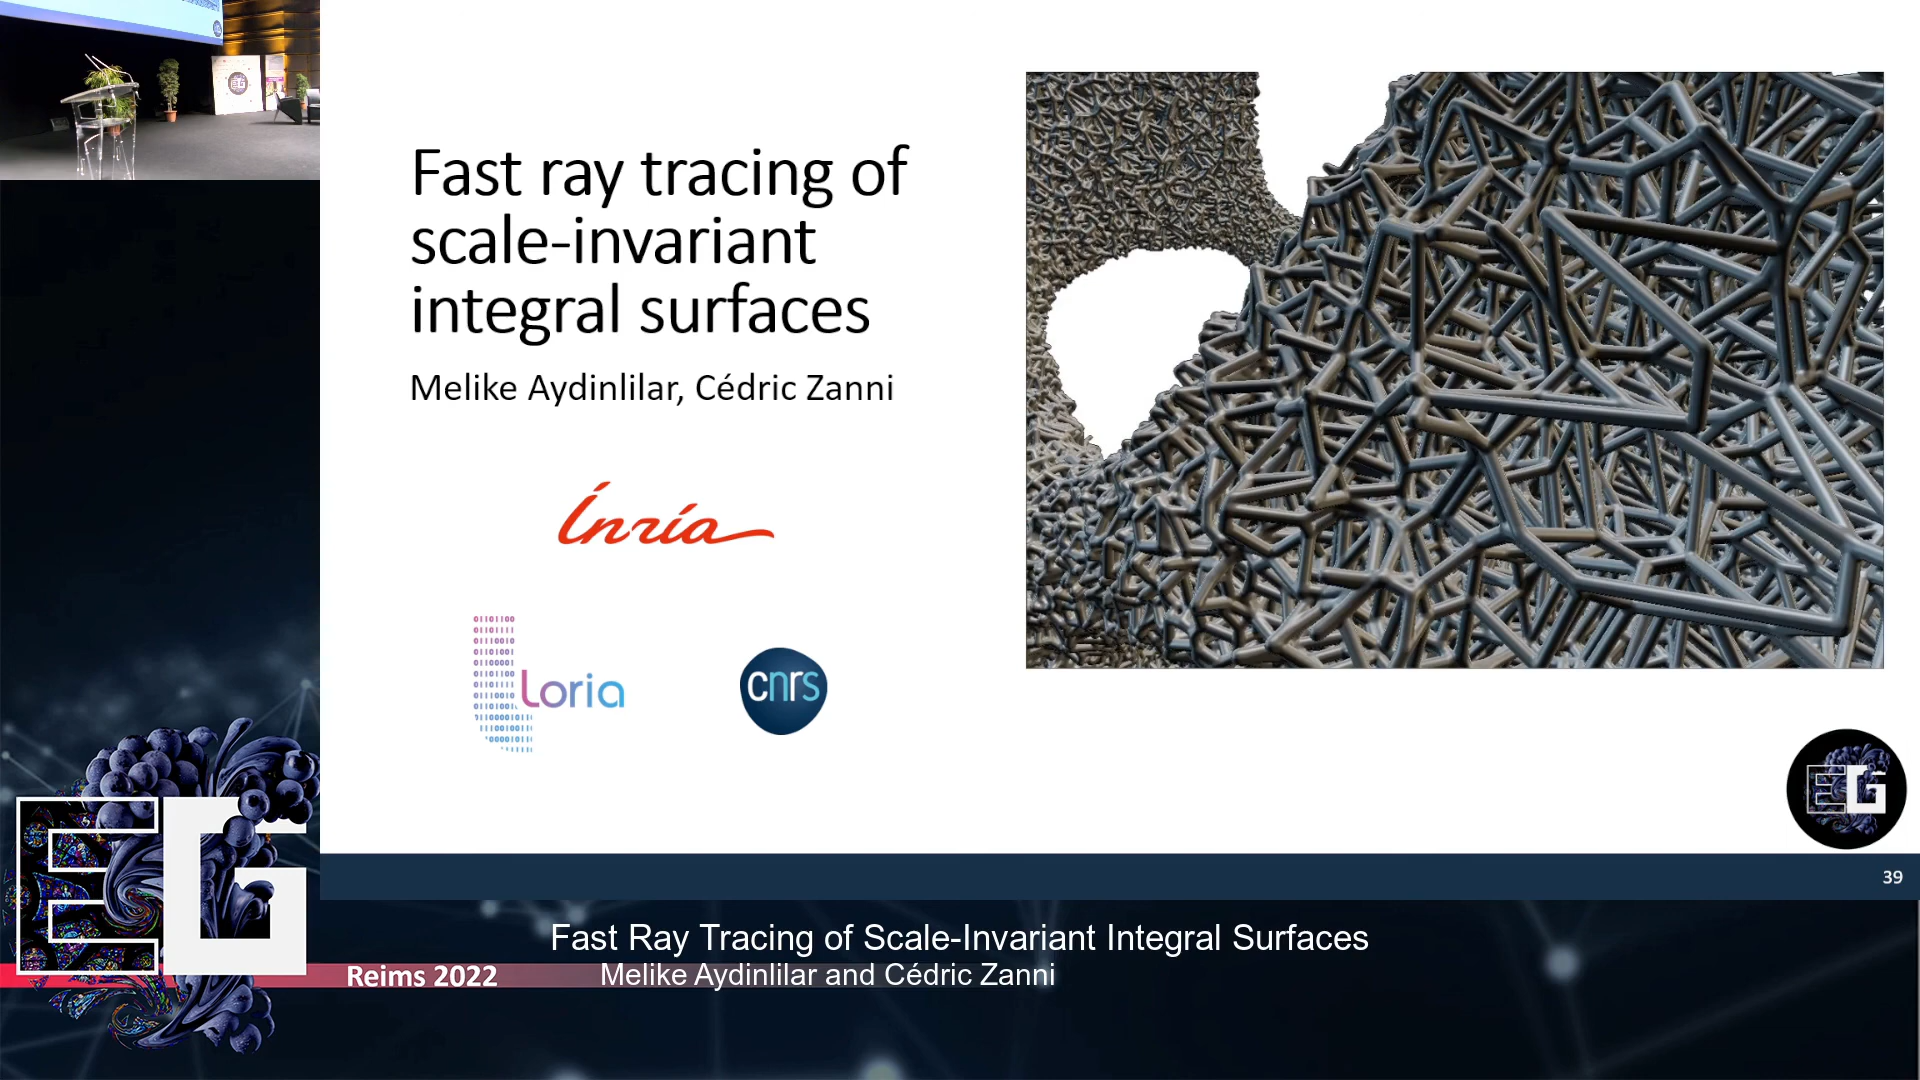 Fast ray tracing of
scale-invariant
integral surfaces
Melike Aydinlilar, Cédric Zanni
Inria
Loria
cnrs
EG
39
EG
Fast Ray Tracing of Scale-Invariant Integral Surfaces
Reims 2022
Melike Aydinlilar and Cédric Zanni